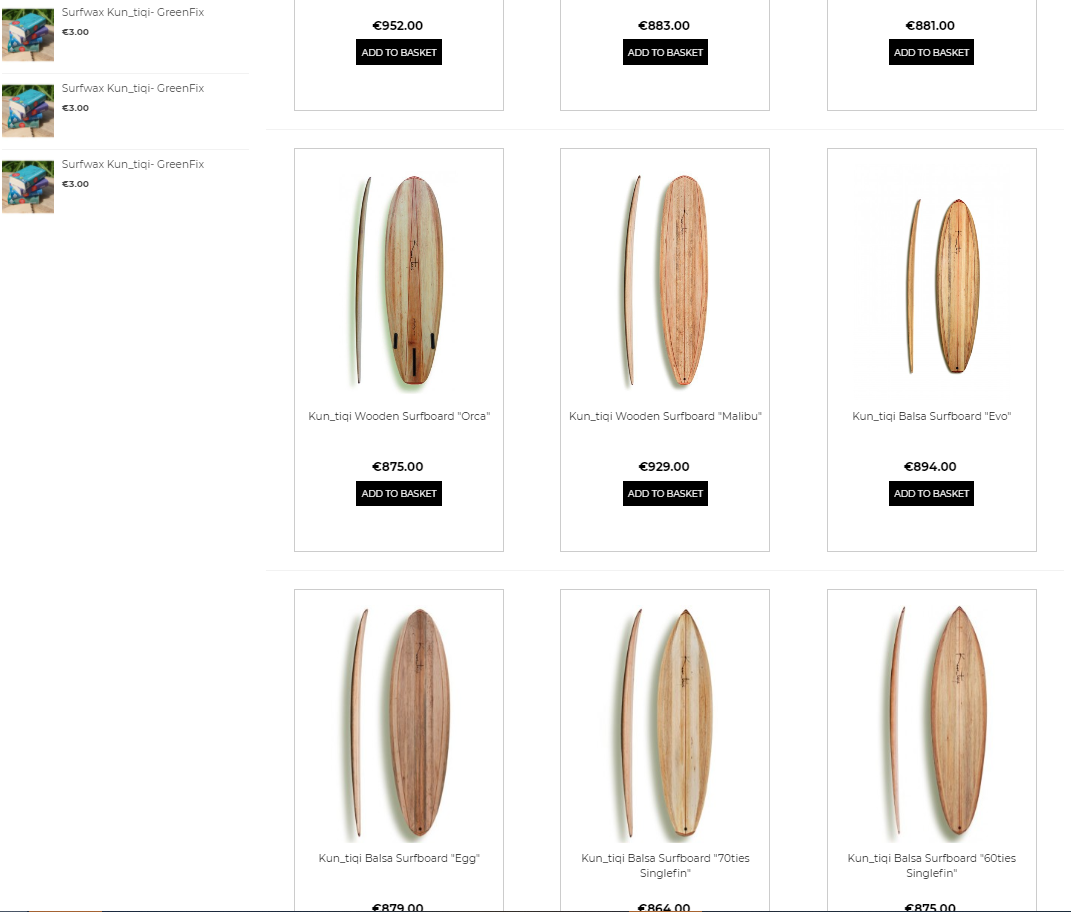 Surfwax Kun_tiqi- GreenFix
€3.00
Surfwax Kun_tiqi- GreenFix
€3.00
Surfwax Kun_tiqi- GreenFix
€3.00
€952.00
€883.00
€881.00
ADD TO BASKET
ADD TO BASKET
ADD TO BASKET
Kun_tiqi Wooden Surfboard "Orca"
Kun_tiqi Wooden Surfboard "Malibu"
Kun_tiqi Balsa Surfboard "Evo"
€875.00
€929.00
€894.00
ADD TO BASKET
ADD TO BASKET
ADD TO BASKET
Kun_tiqi Balsa Surfboard "Egg"
Kun_tiqi Balsa Surfboard "70ties
Singlefin"
Kun_tiqi Balsa Surfboard "60ties
Singlefin"
€879.00
€864.00
€875.00